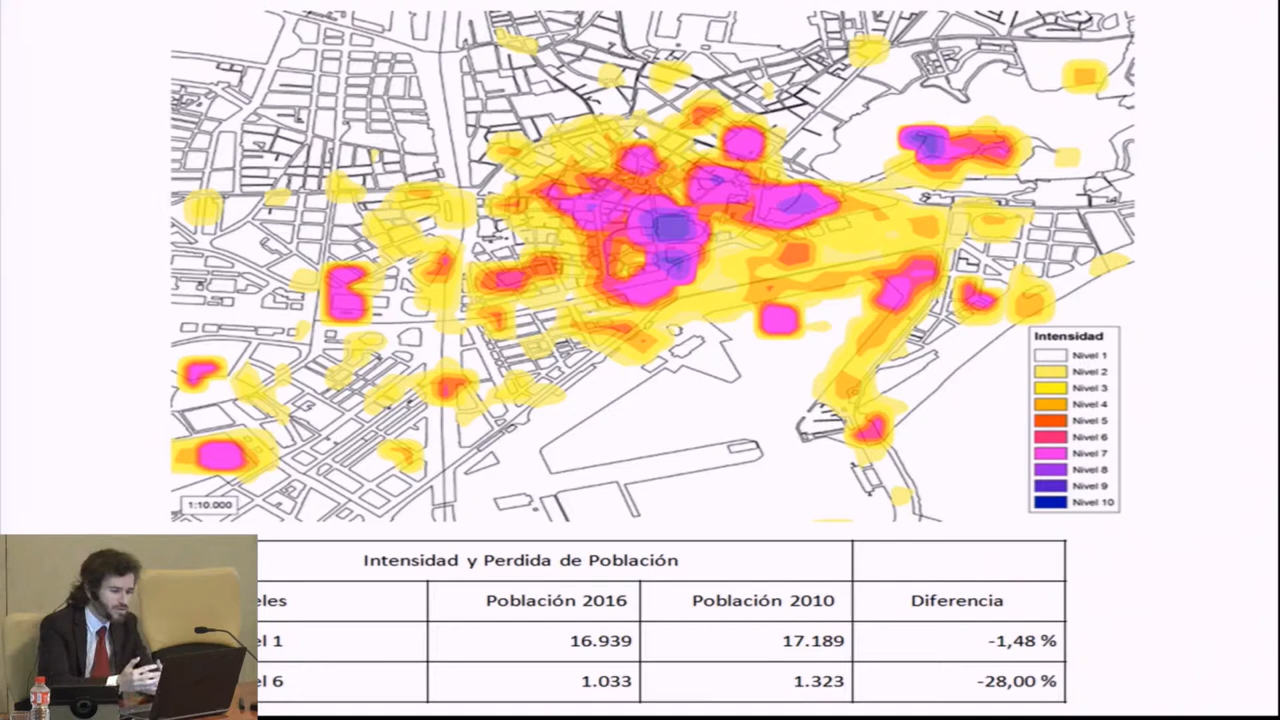 Intensidad
Nivel 1
Nivel 2
Nivel 3
Nivel 4
Nivel 5
Nivel 6
Nivel 7
Nivel 8
Nivel 9
Nivel 10
1:10.000
Intensidad y Perdida de Población
eles Población 2016 Población 2010 Diferencia
el 1 16.939 17.189 -1,48 %
el 6 1.033 1.323 -28,00 %